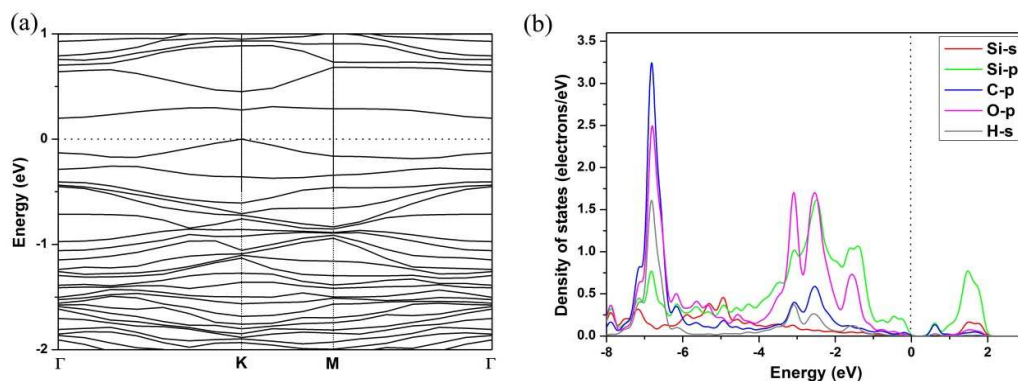 (a)
Energy (eV)
1
0
-1
-2
Γ
K
M
Γ
(b)
Density of states (electrons/eV)
3.5
3.0
2.5
2.0
1.5
1.0
0.5
0.0
Si-s
Si-p
C-p
O-p
H-s
-8
-6
-4
-2
0
2
Energy (eV)